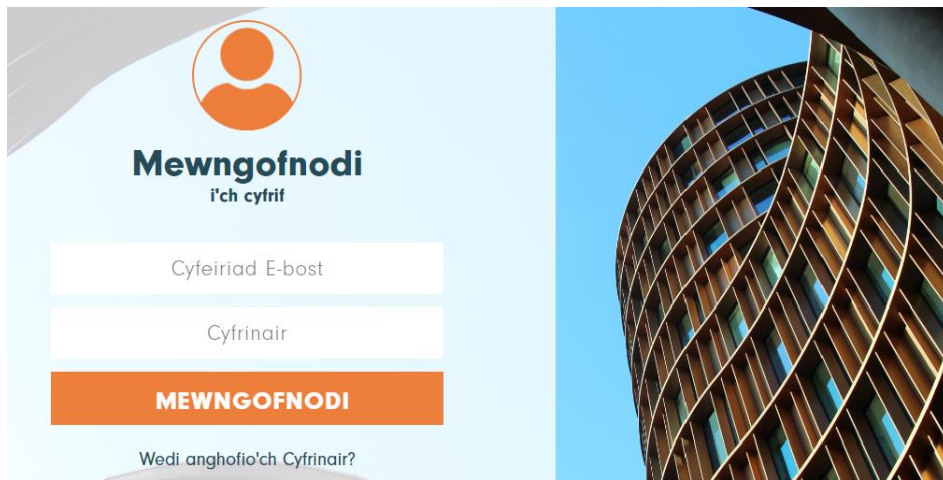 Mewngofnodi
i'ch cyfrif
Cyfeiriad E-bost
Cyfrinair
MEWNGOFNODI
Wedi anghofio'ch Cyfrinair?